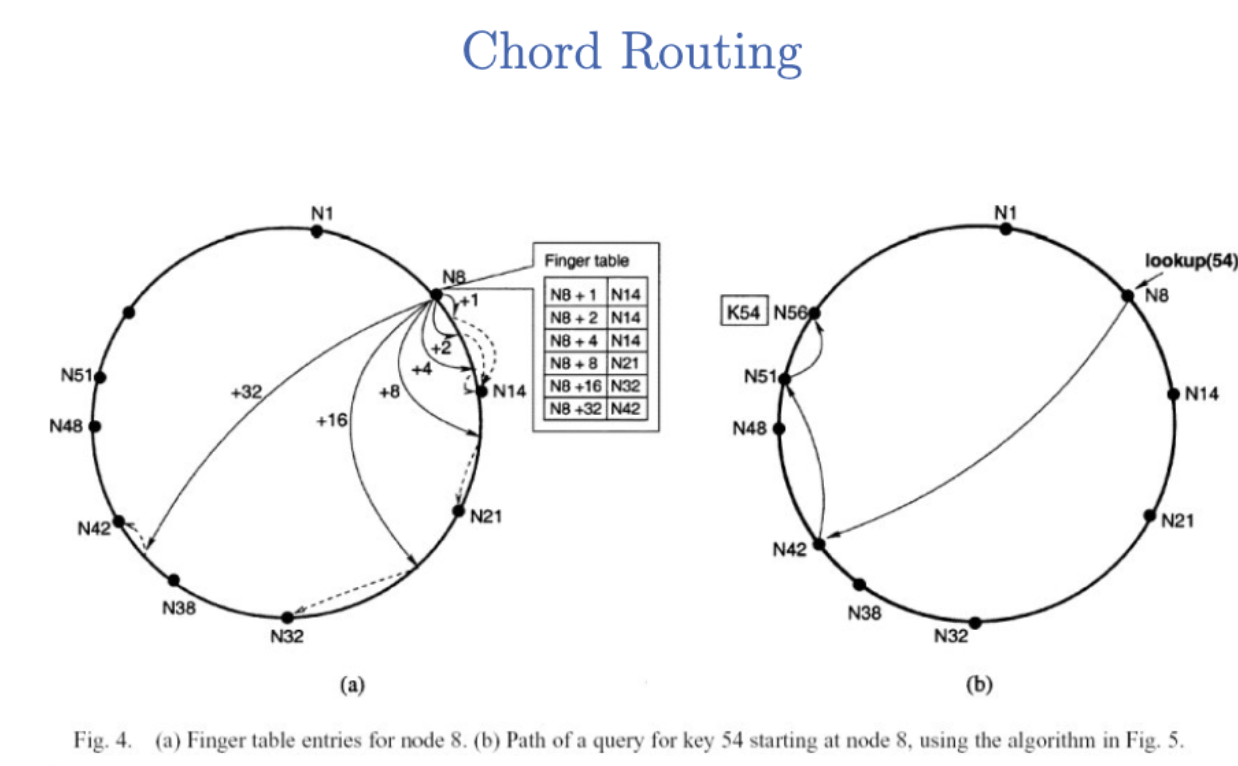 Chord Routing
N1
N8
+1
+2
+4
+8
+16
+32
N14
N21
N32
N38
N42
N48
N51
Finger table
N8 + 1 N14
N8 + 2 N14
N8 + 4 N14
N8 + 8 N21
N8 +16 N32
N8 +32 N42
(a)
N1
lookup(54)
N8
N14
N21
N32
N38
N42
N48
N51
K54 N56
(b)
Fig. 4. (a) Finger table entries for node 8. (b) Path of a query for key 54 starting at node 8, using the algorithm in Fig. 5.